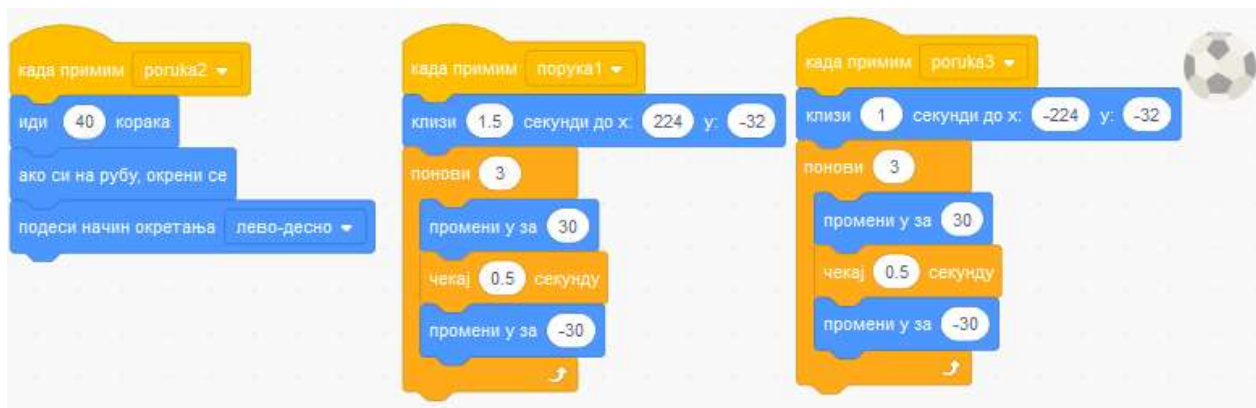 када примим poruka2
иди 40 корака
ако си на рубу, окрени се
подеси начин окретања лево-десно
када примим порука1
клизи 1.5 секунди до x: 224 y: -32
понови 3
промени y за 30
чекај 0.5 секунду
промени y за -30
када примим poruka3
клизи 1 секунди до x: -224 y: -32
понови 3
промени y за 30
чекај 0.5 секунду
промени y за -30